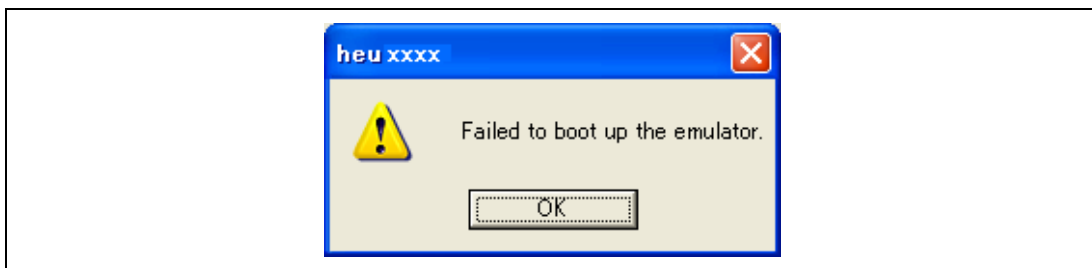 heu xxxx
Failed to boot up the emulator.
OK